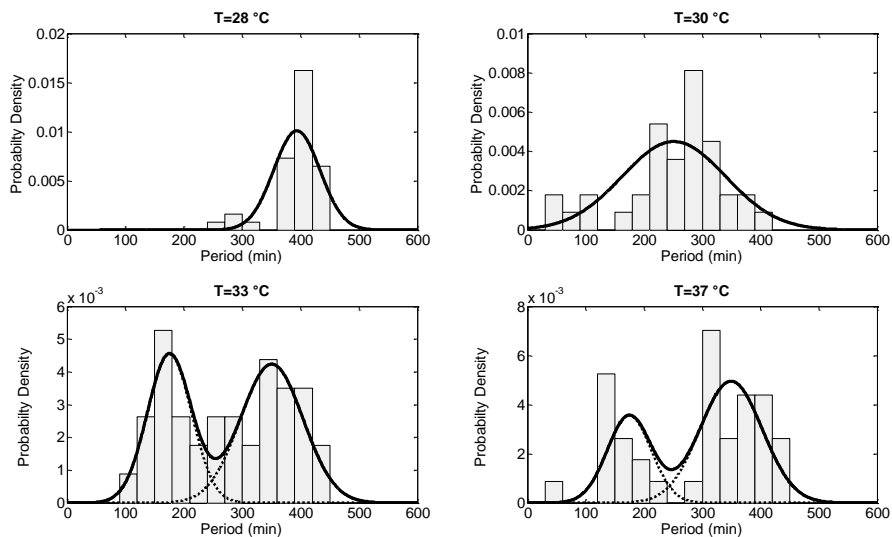 T=28 °C
0.02
0.015
0.01
0.005
0
Probabilty Density
0 100 200 300 400 500 600
Period (min)
T=30 °C
0.01
0.008
0.006
0.004
0.002
0
Probabilty Density
0 100 200 300 400 500 600
Period (min)
T=33 °C
x 10-3
6
5
4
3
2
1
0
Probabilty Density
0 100 200 300 400 500 600
Period (min)
T=37 °C
x 10-3
8
6
4
2
0
Probabilty Density
0 100 200 300 400 500 600
Period (min)